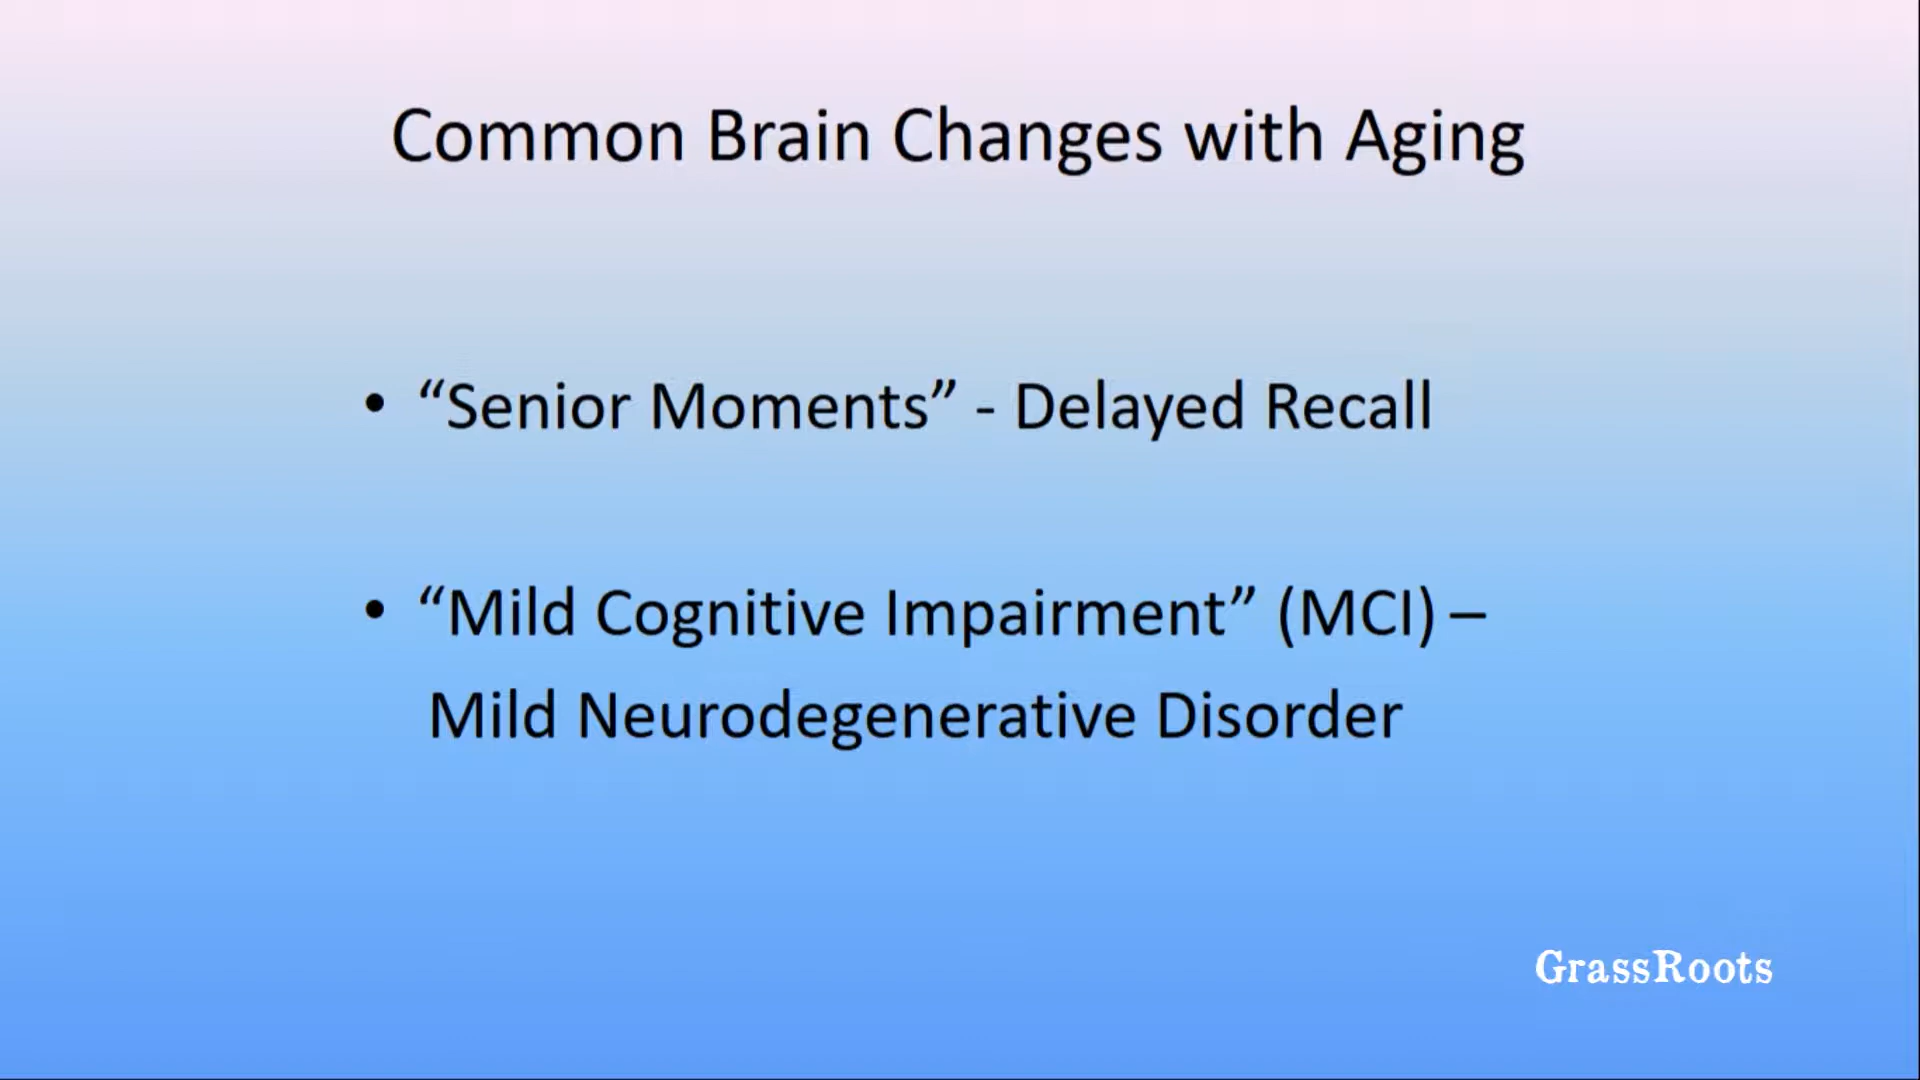 Common Brain Changes with Aging
• “Senior Moments” - Delayed Recall
• “Mild Cognitive Impairment” (MCI) –
Mild Neurodegenerative Disorder
GrassRoots